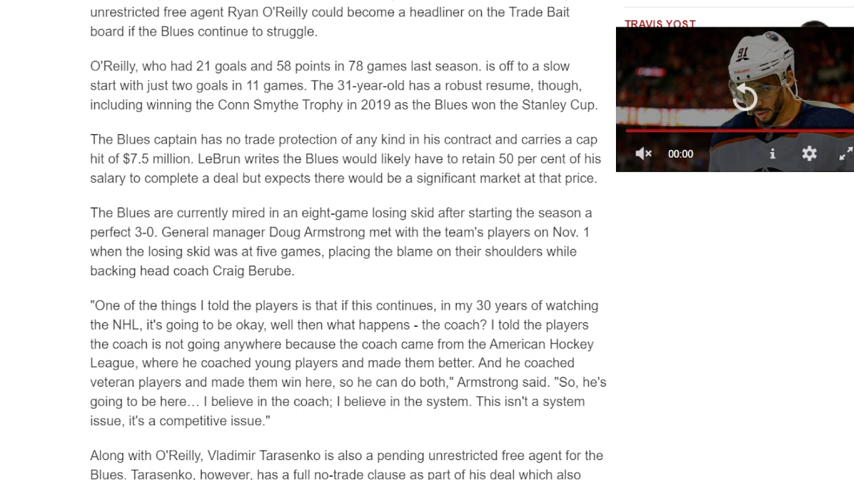 unrestricted free agent Ryan O'Reilly could become a headliner on the Trade Bait
board if the Blues continue to struggle.
O'Reilly, who had 21 goals and 58 points in 78 games last season. is off to a slow
start with just two goals in 11 games. The 31-year-old has a robust resume, though,
including winning the Conn Smythe Trophy in 2019 as the Blues won the Stanley Cup.
The Blues captain has no trade protection of any kind in his contract and carries a cap
hit of $7.5 million. LeBrun writes the Blues would likely have to retain 50 per cent of his
salary to complete a deal but expects there would be a significant market at that price.
The Blues are currently mired in an eight-game losing skid after starting the season a
perfect 3-0. General manager Doug Armstrong met with the team's players on Nov. 1
when the losing skid was at five games, placing the blame on their shoulders while
backing head coach Craig Berube.
"One of the things I told the players is that if this continues, in my 30 years of watching
the NHL, it's going to be okay, well then what happens - the coach? I told the players
the coach is not going anywhere because the coach came from the American Hockey
League, where he coached young players and made them better. And he coached
veteran players and made them win here, so he can do both," Armstrong said. "So, he's
going to be here… I believe in the coach; I believe in the system. This isn't a system
issue, it's a competitive issue."
Along with O'Reilly, Vladimir Tarasenko is also a pending unrestricted free agent for the
Blues. Tarasenko, however, has a full no-trade clause as part of his deal which also
TRAVIS YOST
91
00:00